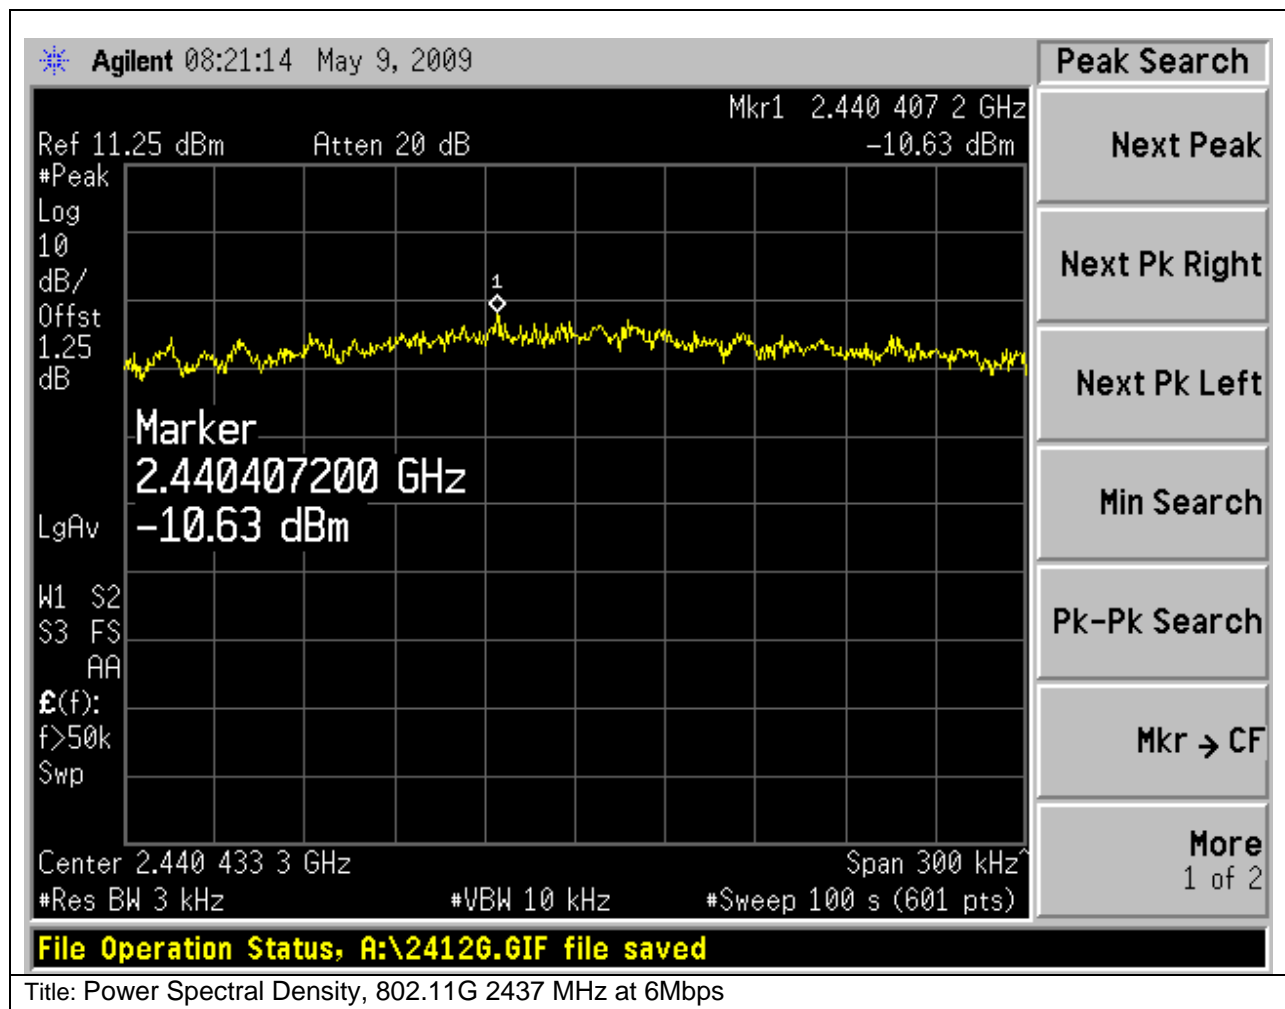 Agilent 08:21:14 May 9, 2009
Peak Search
Mkr1 2.440 407 2 GHz
Ref 11.25 dBm Atten 20 dB -10.63 dBm
#Peak
Log
10
dB/
Offst
1.25
dB
1
Marker
2.440407200 GHz
-10.63 dBm
LgAv
W1 S2
S3 FS
AA
£(f):
f>50k
Swp
Center 2.440 433 3 GHz Span 300 kHz^
#Res BW 3 kHz #VBW 10 kHz #Sweep 100 s (601 pts)
Next Peak
Next Pk Right
Next Pk Left
Min Search
Pk-Pk Search
Mkr → CF
More
1 of 2
File Operation Status, A:\2412G.GIF file saved
Title: Power Spectral Density, 802.11G 2437 MHz at 6Mbps